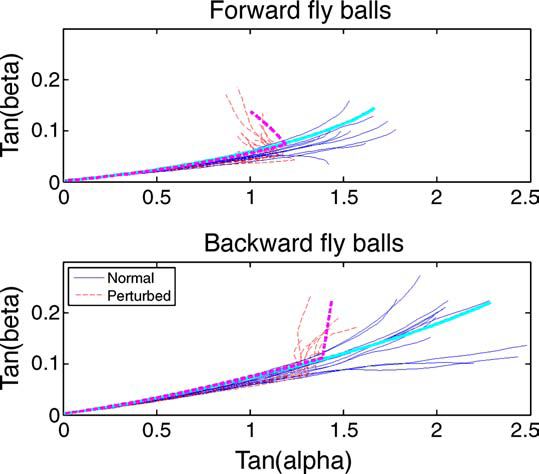 Forward fly balls
Tan(beta)
0.2
0.1
0
0 0.5 1 1.5 2 2.5
Backward fly balls
Normal
Perturbed
Tan(beta)
0.2
0.1
0
0 0.5 1 1.5 2 2.5
Tan(alpha)